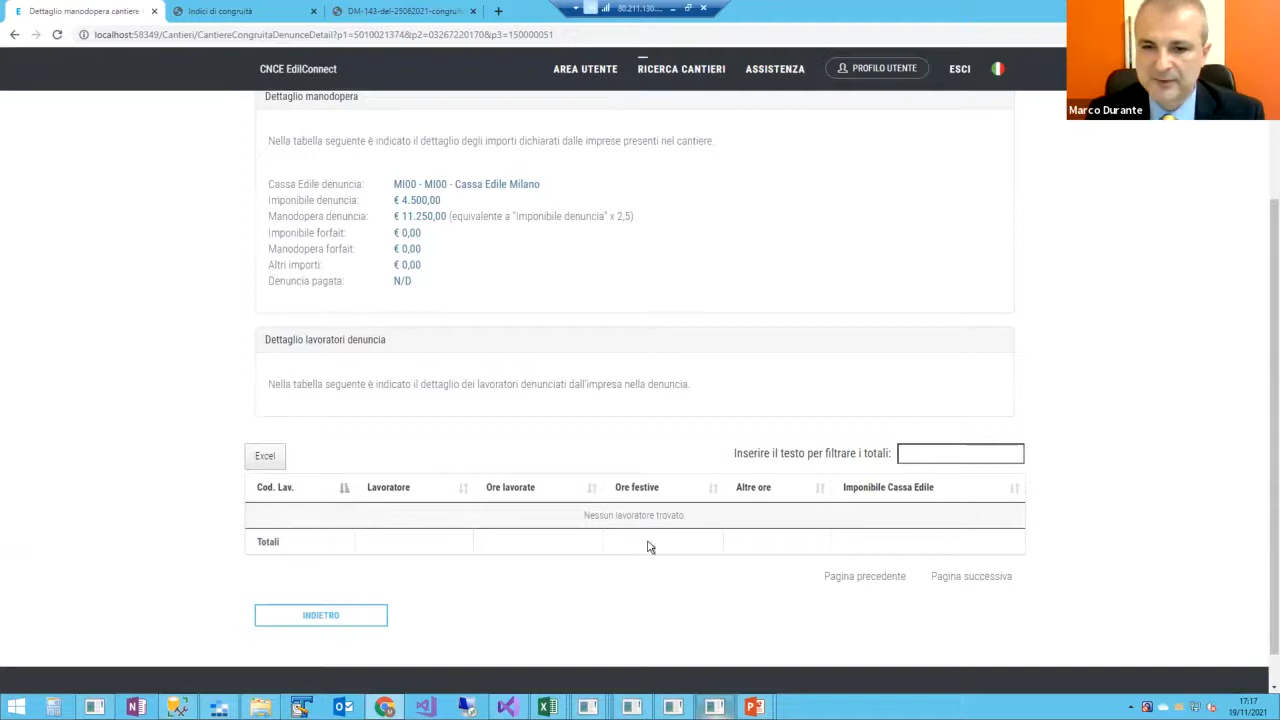 Dettaglio manodopera cantiere
Indici di congruità
DM-143-del-25062021-congruit
80.211.130....
localhost:58349/Cantieri/CantiereCongruitaDenunceDetail?p1=5010021374&p2=03267220170&p3=150000051
CNCE EdilConnect
AREA UTENTE
RICERCA CANTIERI
ASSISTENZA
PROFILO UTENTE
ESCI
Marco Durante
Dettaglio manodopera
Nella tabella seguente è indicato il dettaglio degli importi dichiarati dalle imprese presenti nel cantiere.
Cassa Edile denuncia: MI00 - MI00 - Cassa Edile Milano
Imponibile denuncia: € 4.500,00
Manodopera denuncia: € 11.250,00 (equivalente a "Imponibile denuncia" x 2,5)
Imponibile forfait: € 0,00
Manodopera forfait: € 0,00
Altri importi: € 0,00
Denuncia pagata: N/D
Dettaglio lavoratori denuncia
Nella tabella seguente è indicato il dettaglio dei lavoratori denunciati dall'impresa nella denuncia.
Excel
Inserire il testo per filtrare i totali:
Cod. Lav. Lavoratore Ore lavorate Ore festive Altre ore Imponibile Cassa Edile
Nessun lavoratore trovato.
Totali
Pagina precedente Pagina successiva
INDIETRO
17:17
19/11/2021